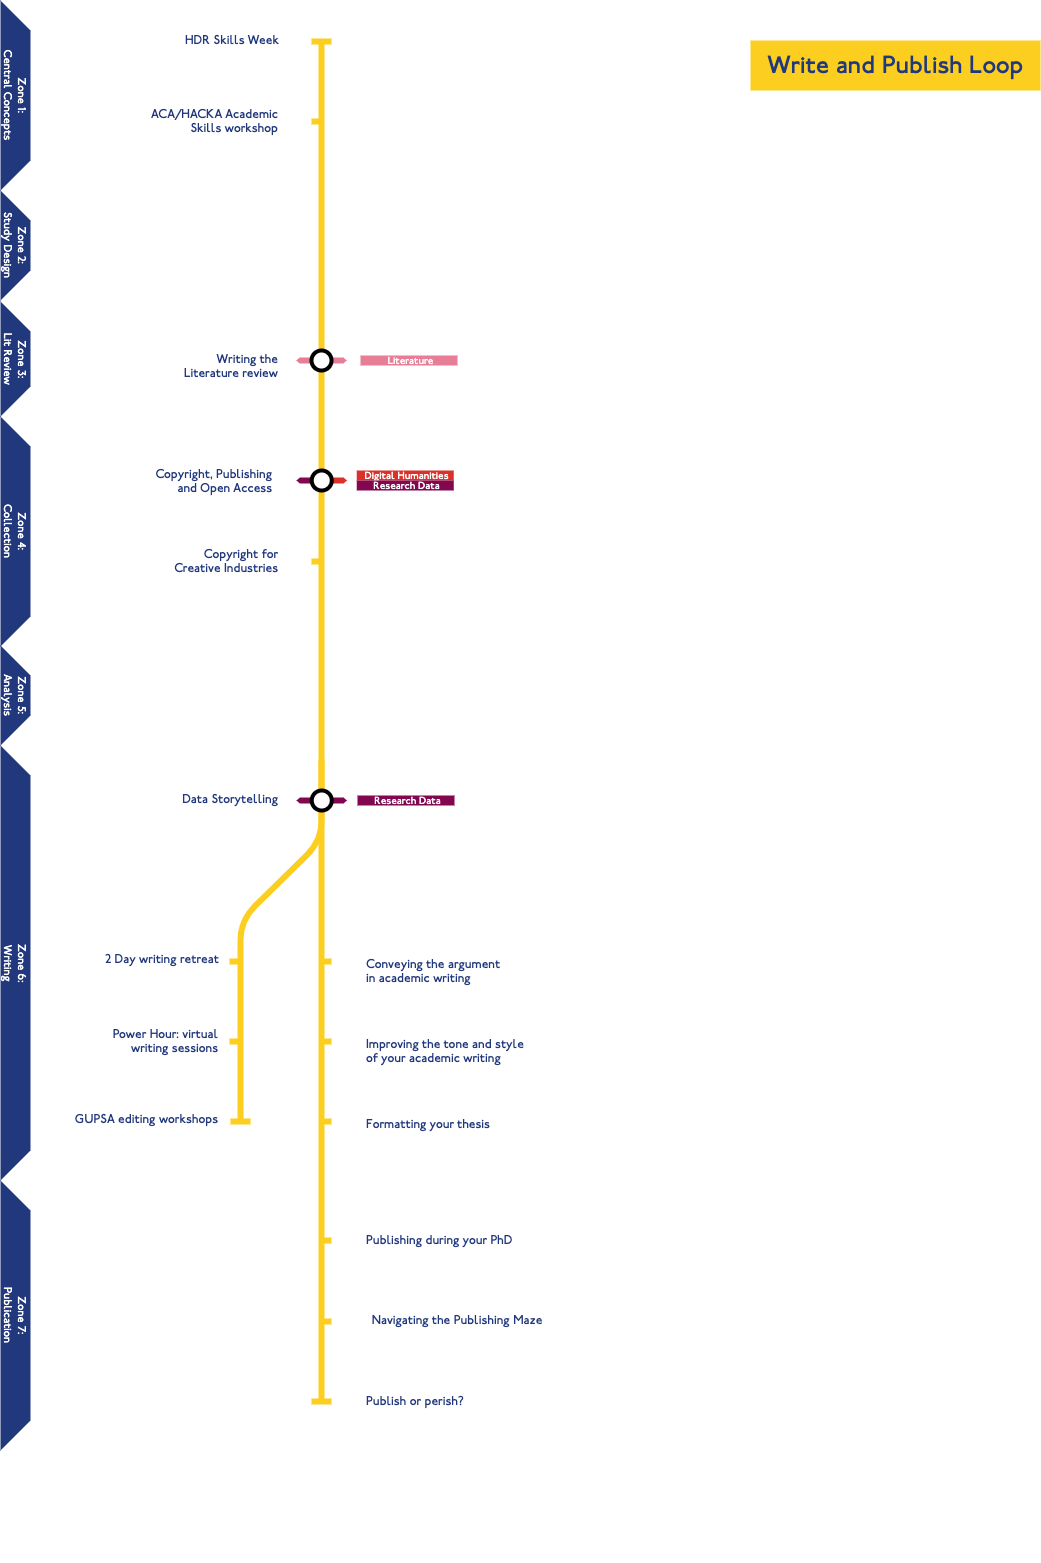 Write and Publish Loop
Zone 1:
Central Concepts
HDR Skills Week
ACA/HACKA Academic
Skills workshop
Zone 2:
Study Design
Zone 3:
Lit Review
Writing the
Literature review
Literature
Zone 4:
Collection
Copyright, Publishing
and Open Access
Digital Humanities
Research Data
Copyright for
Creative Industries
Zone 5:
Analysis
Zone 6:
Writing
Data Storytelling
Research Data
2 Day writing retreat
Conveying the argument
in academic writing
Power Hour: virtual
writing sessions
Improving the tone and style
of your academic writing
GUPSA editing workshops
Formatting your thesis
Zone 7:
Publication
Publishing during your PhD
Navigating the Publishing Maze
Publish or perish?